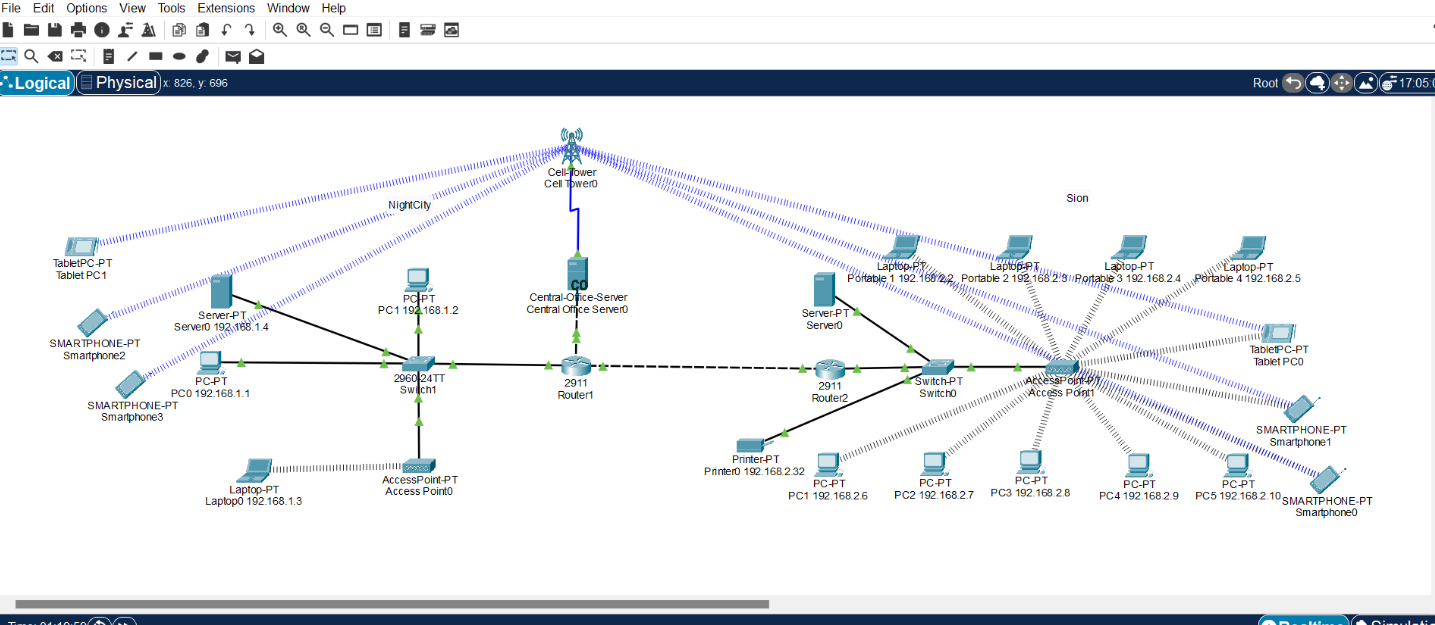 File Edit Options View Tools Extensions Window Help
Logical Physical x: 826, y: 696
Root 17:05:0
Cell-Tower
Cell Tower0
NightCity
Sion
TabletPC-PT
Tablet PC1
Server-PT
Server0 192.168.1.4
PC-PT
PC1 192.168.1.2
CO
Central-Office-Server
Central Office Server0
Server-PT
Server0
Laptop-PT
Portable 1 192.168.2.2
Laptop-PT
Portable 2 192.168.2.3
Laptop-PT
Portable 3 192.168.2.4
Laptop-PT
Portable 4 192.168.2.5
SMARTPHONE-PT
Smartphone2
TabletPC-PT
Tablet PC0
PC-PT
PC0 192.168.1.1
2960-24TT
Switch1
2911
Router1
2911
Router2
Switch-PT
Switch0
AccessPoint-PT
Access Point1
SMARTPHONE-PT
Smartphone3
SMARTPHONE-PT
Smartphone1
Printer-PT
Printer0 192.168.2.32
Laptop-PT
Laptop0 192.168.1.3
AccessPoint-PT
Access Point0
PC-PT
PC1 192.168.2.6
PC-PT
PC2 192.168.2.7
PC-PT
PC3 192.168.2.8
PC-PT
PC4 192.168.2.9
PC-PT
PC5 192.168.2.10
SMARTPHONE-PT
Smartphone0